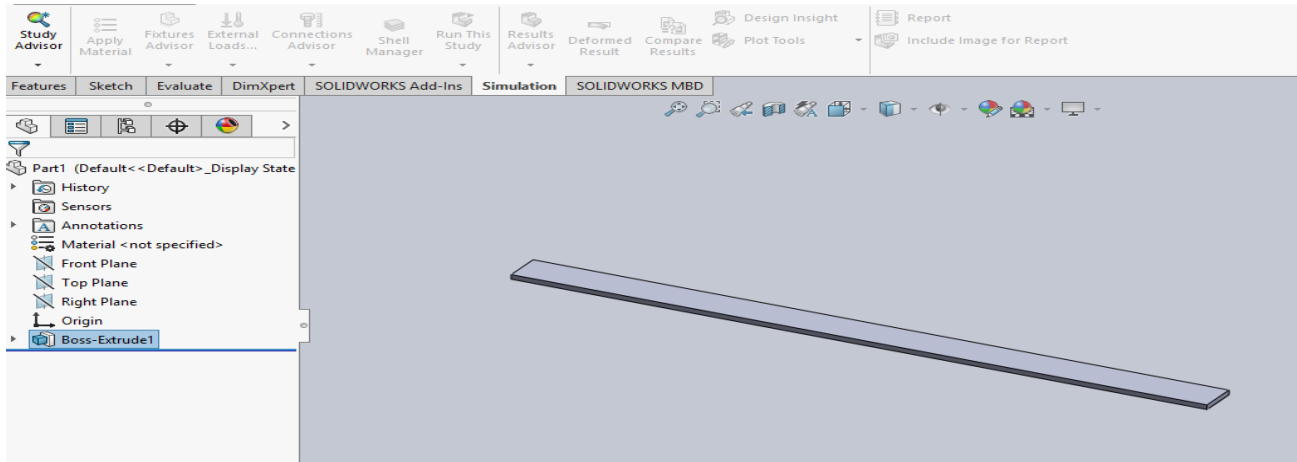 Study Advisor
Apply Material
Fixtures Advisor
External Loads...
Connections Advisor
Shell Manager
Run This Study
Results Advisor
Deformed Result
Compare Results
Design Insight
Plot Tools
Report
Include Image for Report
Features Sketch Evaluate DimXpert SOLIDWORKS Add-Ins Simulation SOLIDWORKS MBD
Part1 (Default<<Default>_Display State
History
Sensors
A Annotations
Material <not specified>
Front Plane
Top Plane
Right Plane
Origin
Boss-Extrude1